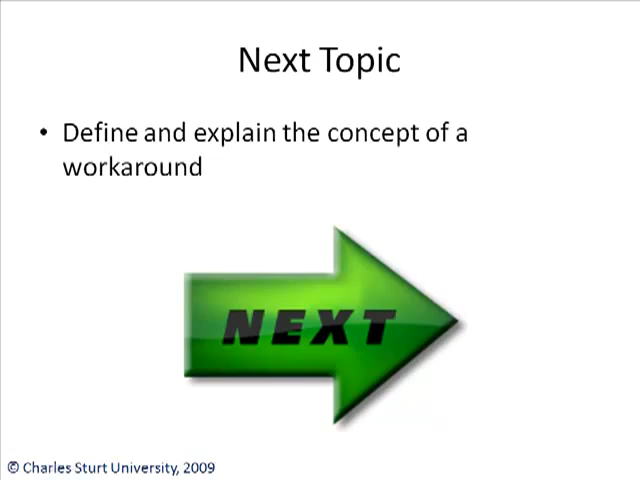 Next Topic
• Define and explain the concept of a
workaround
NEXT
© Charles Sturt University, 2009